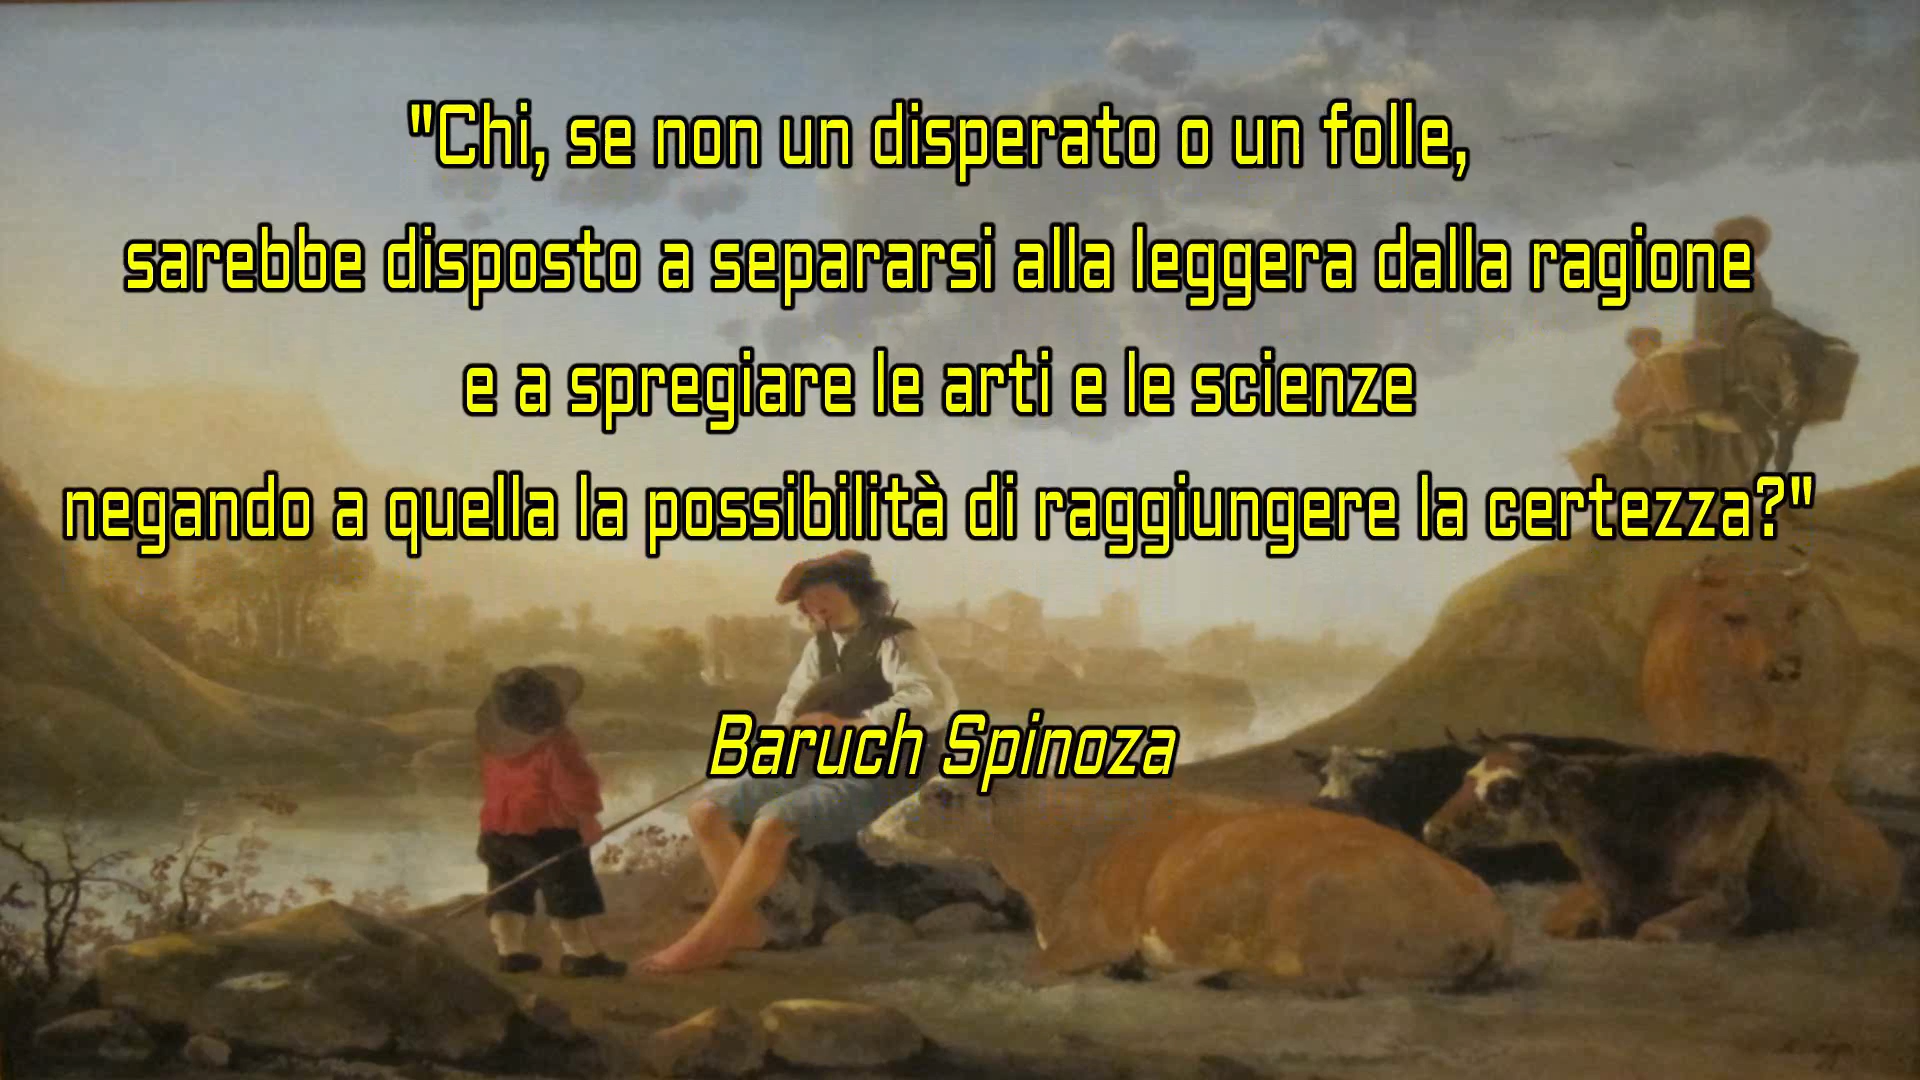 "Chi, se non un disperato o un folle,
sarebbe disposto a separarsi alla leggera dalla ragione
e a spregiare le arti e le scienze
negando a quella la possibilità di raggiungere la certezza?"
Baruch Spinoza